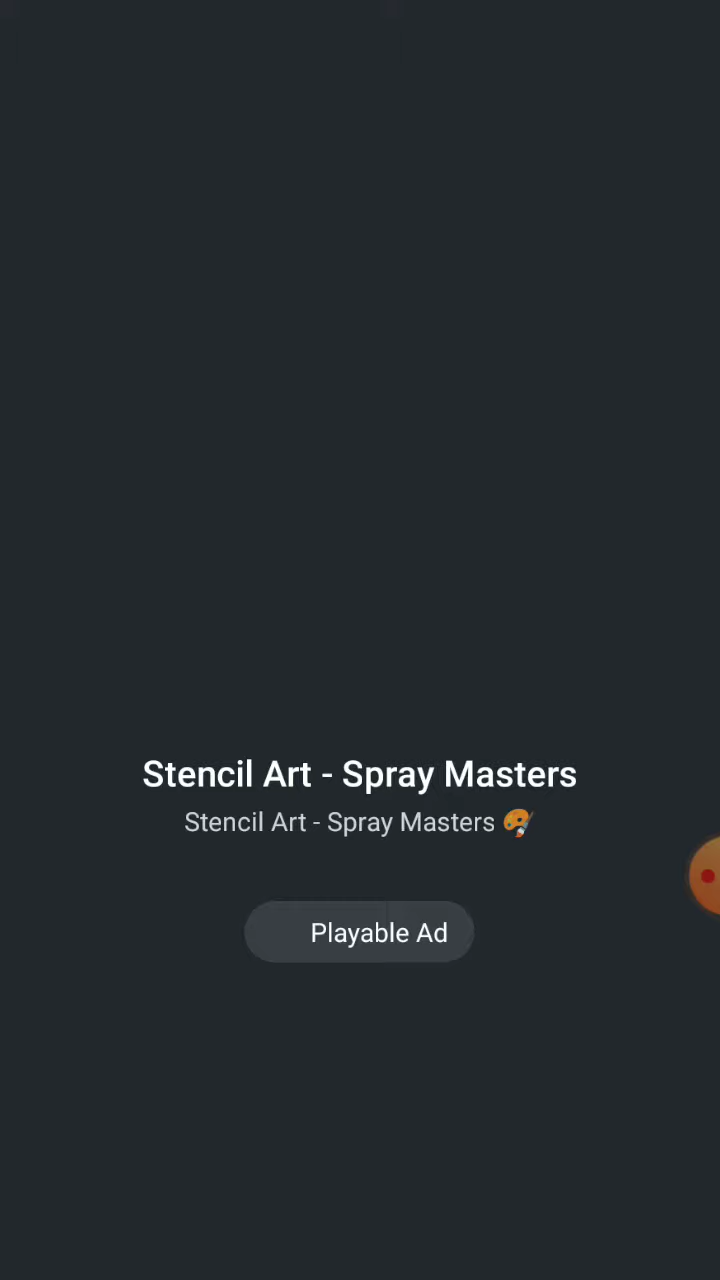 Stencil Art - Spray Masters
Stencil Art - Spray Masters 🎨
Playable Ad